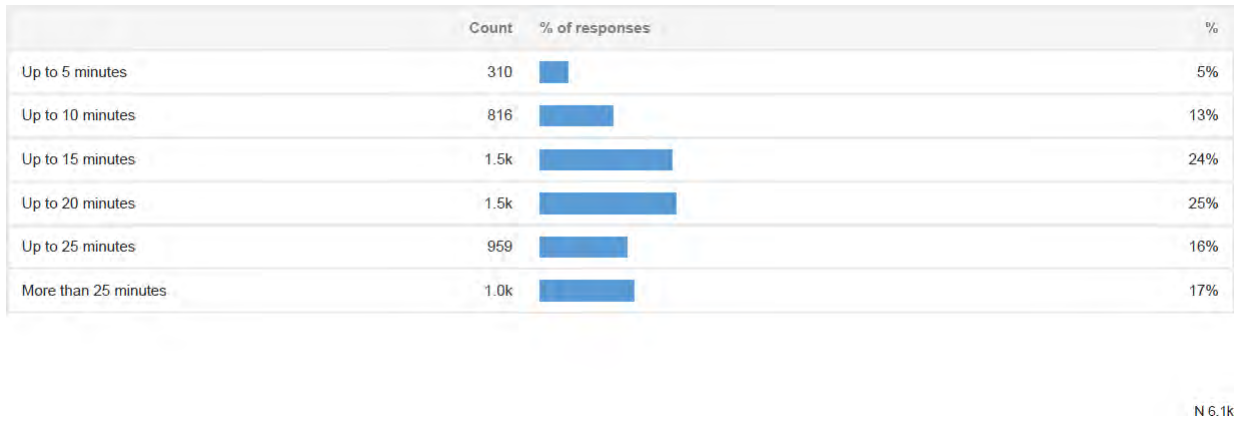 Count % of responses %
Up to 5 minutes 310 5%
Up to 10 minutes 816 13%
Up to 15 minutes 1.5k 24%
Up to 20 minutes 1.5k 25%
Up to 25 minutes 959 16%
More than 25 minutes 1.0k 17%
N 6.1k